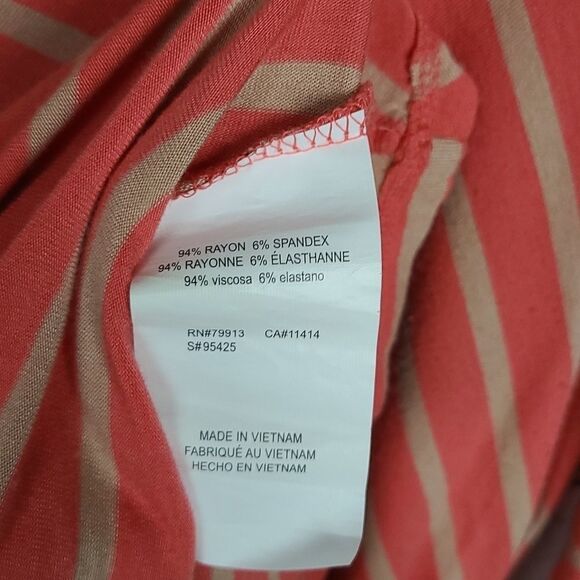 94% RAYON 6% SPANDEX
94% RAYONNE 6% ÉLASTHANNE
94% viscosa 6% elastano
RN#79913 CA#11414
S#95425
MADE IN VIETNAM
FABRIQUÉ AU VIETNAM
HECHO EN VIETNAM